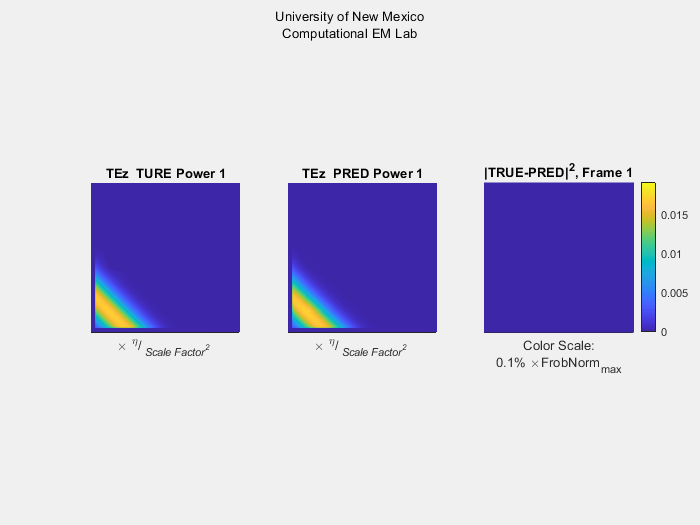 University of New Mexico
Computational EM Lab
TEz TURE Power 1
TEz PRED Power 1
|TRUE-PRED|², Frame 1
0.015
0.01
0.005
0
× η/ Scale Factor²
× η/ Scale Factor²
Color Scale:
0.1% ×FrobNorm_max